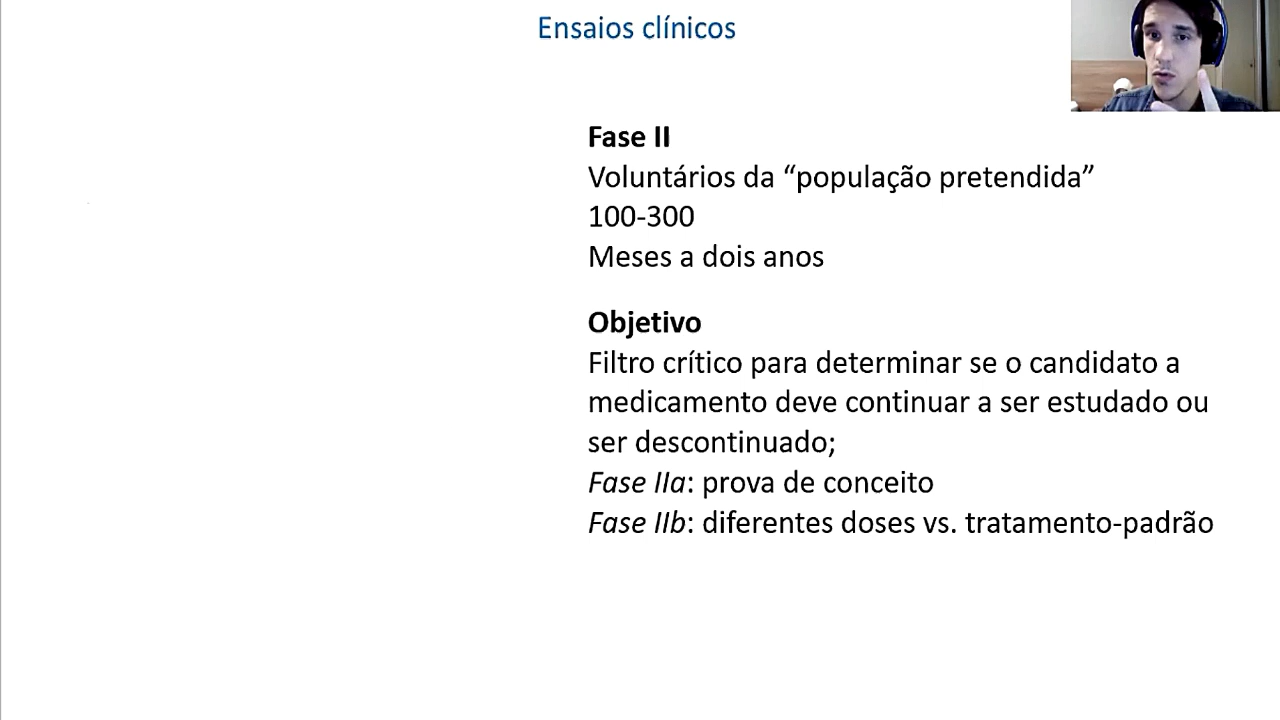 Ensaios clínicos
Fase II
Voluntários da “população pretendida”
100-300
Meses a dois anos
Objetivo
Filtro crítico para determinar se o candidato a
medicamento deve continuar a ser estudado ou
ser descontinuado;
Fase IIa: prova de conceito
Fase IIb: diferentes doses vs. tratamento-padrão